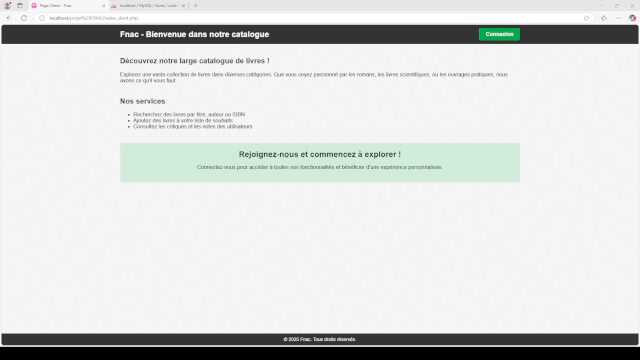 Page Client - Fnac
localhost / MySQL / livres / utilis
localhost/projet%20FNAC/index_client.php
Fnac - Bienvenue dans notre catalogue
Connexion
Découvrez notre large catalogue de livres !
Explorez une vaste collection de livres dans diverses catégories. Que vous soyez passionné par les romans, les livres scientifiques, ou les ouvrages pratiques, nous
avons ce qu'il vous faut.
Nos services
Recherchez des livres par titre, auteur ou ISBN
Ajoutez des livres à votre liste de souhaits
Consultez les critiques et les notes des utilisateurs
Rejoignez-nous et commencez à explorer !
Connectez-vous pour accéder à toutes nos fonctionnalités et bénéficier d'une expérience personnalisée.
© 2025 Fnac. Tous droits réservés.